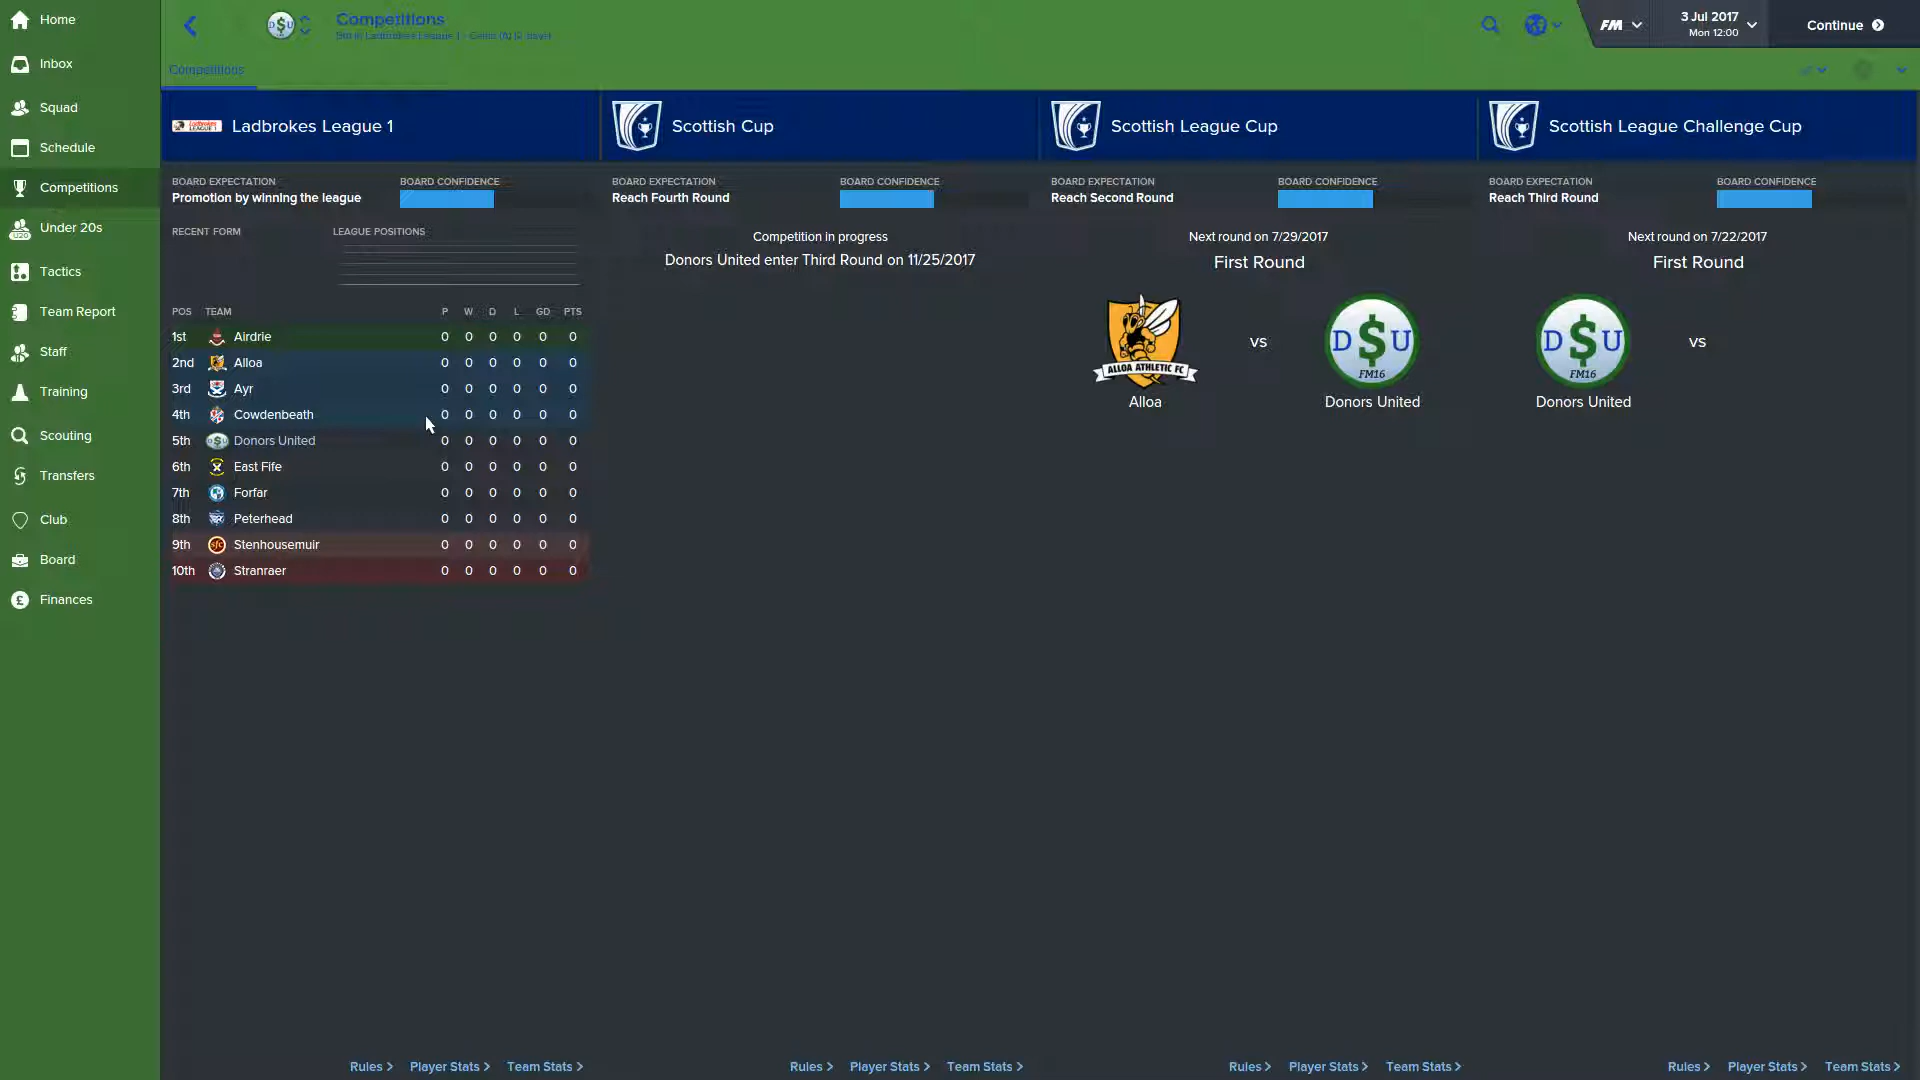 Home
Inbox
Squad
Schedule
Competitions
Under 20s
Tactics
Team Report
Staff
Training
Scouting
Transfers
Club
Board
Finances
D $ U
Competitions
5th in Ladbrokes League 1 - Celtic (N) (2 days)
FM
3 Jul 2017
Mon 12:00
Continue
Competitions
Ladbrokes League 1
BOARD EXPECTATION
Promotion by winning the league
BOARD CONFIDENCE
RECENT FORM
LEAGUE POSITIONS
POS TEAM P W D L GD PTS
1st Airdrie 0 0 0 0 0 0
2nd Alloa 0 0 0 0 0 0
3rd Ayr 0 0 0 0 0 0
4th Cowdenbeath 0 0 0 0 0 0
5th Donors United 0 0 0 0 0 0
6th East Fife 0 0 0 0 0 0
7th Forfar 0 0 0 0 0 0
8th Peterhead 0 0 0 0 0 0
9th Stenhousemuir 0 0 0 0 0 0
10th Stranraer 0 0 0 0 0 0
Rules > Player Stats > Team Stats >
Scottish Cup
BOARD EXPECTATION
Reach Fourth Round
BOARD CONFIDENCE
Competition in progress
Donors United enter Third Round on 11/25/2017
Rules > Player Stats > Team Stats >
Scottish League Cup
BOARD EXPECTATION
Reach Second Round
BOARD CONFIDENCE
Next round on 7/29/2017
First Round
ALLOA ATHLETIC FC
vs
D $ U
FM16
Alloa
Donors United
Rules > Player Stats > Team Stats >
Scottish League Challenge Cup
BOARD EXPECTATION
Reach Third Round
BOARD CONFIDENCE
Next round on 7/22/2017
First Round
D $ U
FM16
vs
Donors United
Rules > Player Stats > Team Stats >